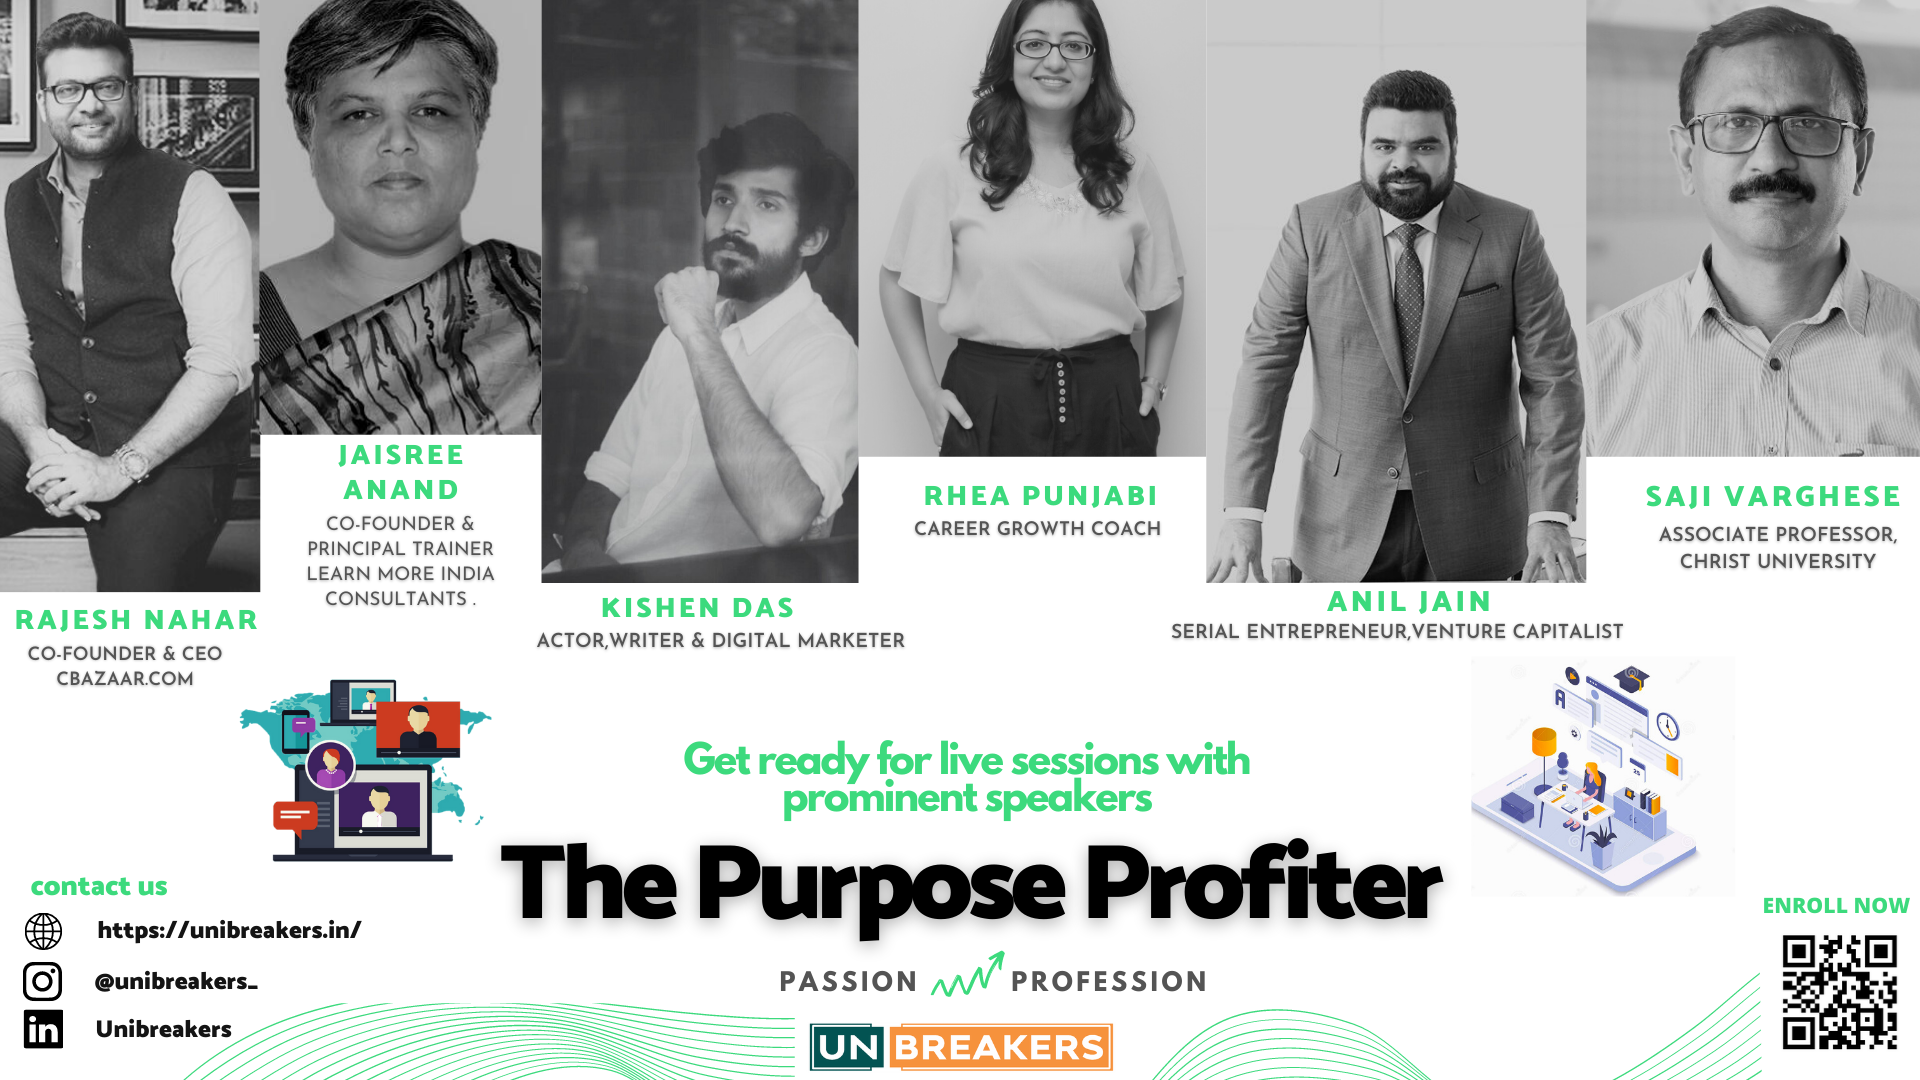 RAJESH NAHAR
CO-FOUNDER & CEO
CBAZAAR.COM
JAISREE
ANAND
CO-FOUNDER &
PRINCIPAL TRAINER
LEARN MORE INDIA
CONSULTANTS .
KISHEN DAS
ACTOR,WRITER & DIGITAL MARKETER
RHEA PUNJABI
CAREER GROWTH COACH
ANIL JAIN
SERIAL ENTREPRENEUR,VENTURE CAPITALIST
SAJI VARGHESE
ASSOCIATE PROFESSOR,
CHRIST UNIVERSITY
Get ready for live sessions with
prominent speakers
The Purpose Profiter
PASSION PROFESSION
UN BREAKERS
contact us
https://unibreakers.in/
@unibreakers_
in Unibreakers
ENROLL NOW